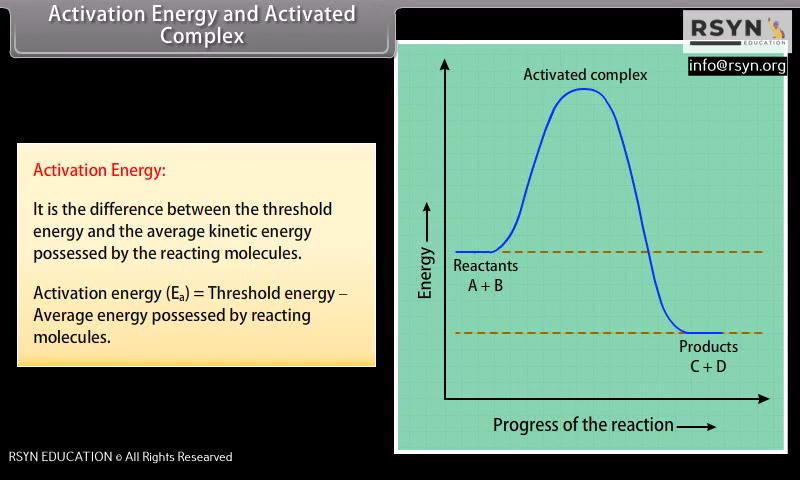 Activation Energy and Activated
Complex
RSYN
EDUCATION
info@rsyn.org
Activation Energy:
It is the difference between the threshold
energy and the average kinetic energy
possessed by the reacting molecules.
Activation energy (Eₐ) = Threshold energy –
Average energy possessed by reacting
molecules.
Activated complex
Energy
Reactants
A + B
Products
C + D
Progress of the reaction
RSYN EDUCATION © All Rights Researved